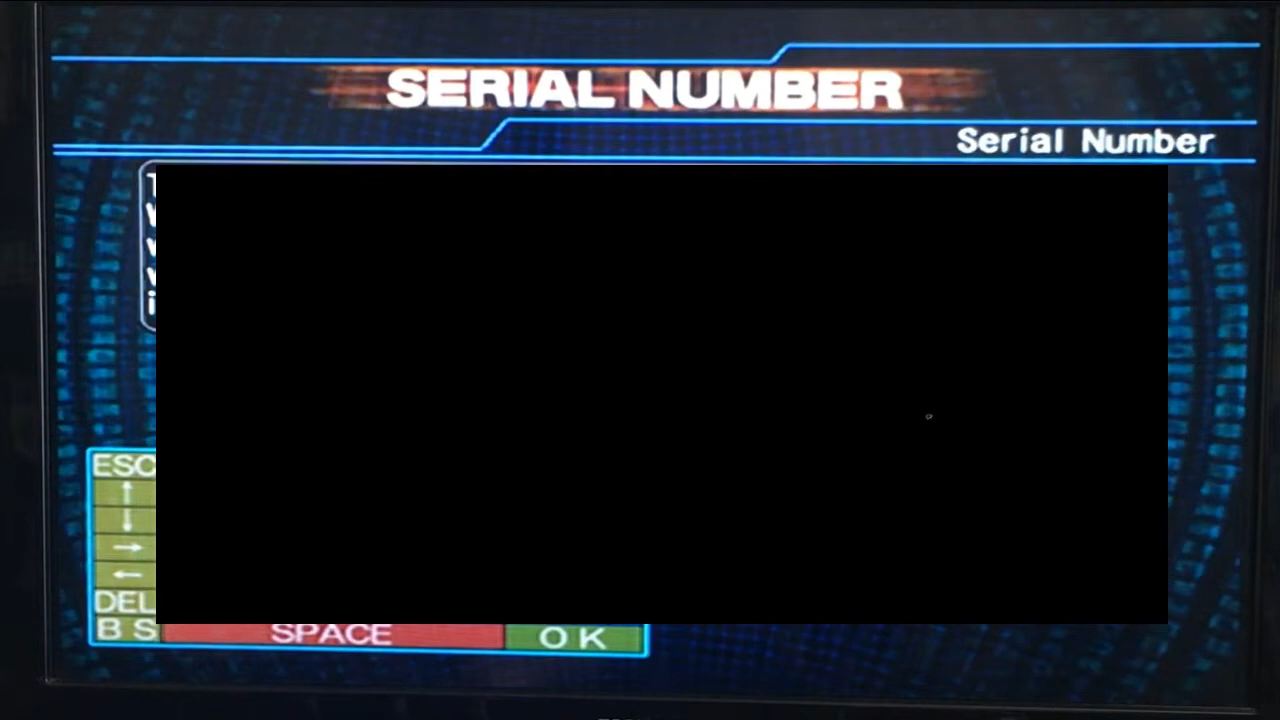 SERIAL NUMBER
Serial Number
ESC
DEL
B S
SPACE
O K